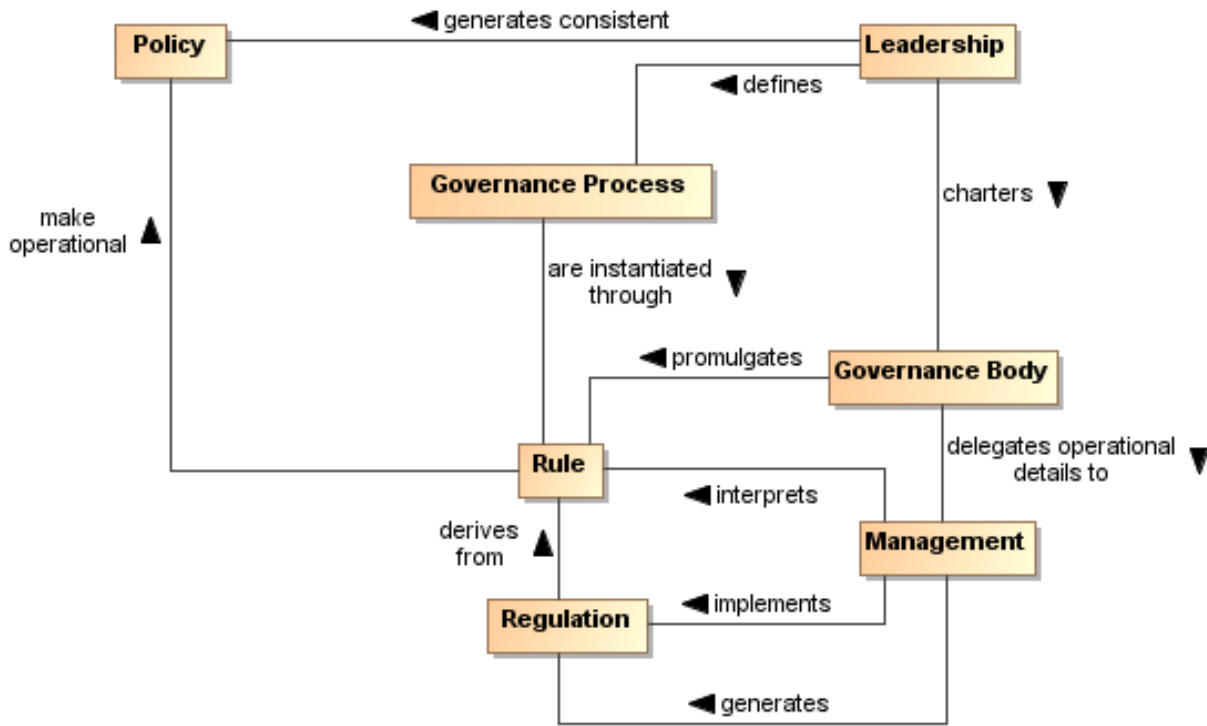 generates consistent
Policy
Leadership
defines
Governance Process
charters
make
operational
are instantiated
through
promulgates
Governance Body
delegates operational
details to
Rule
interprets
derives
from
Management
implements
Regulation
generates